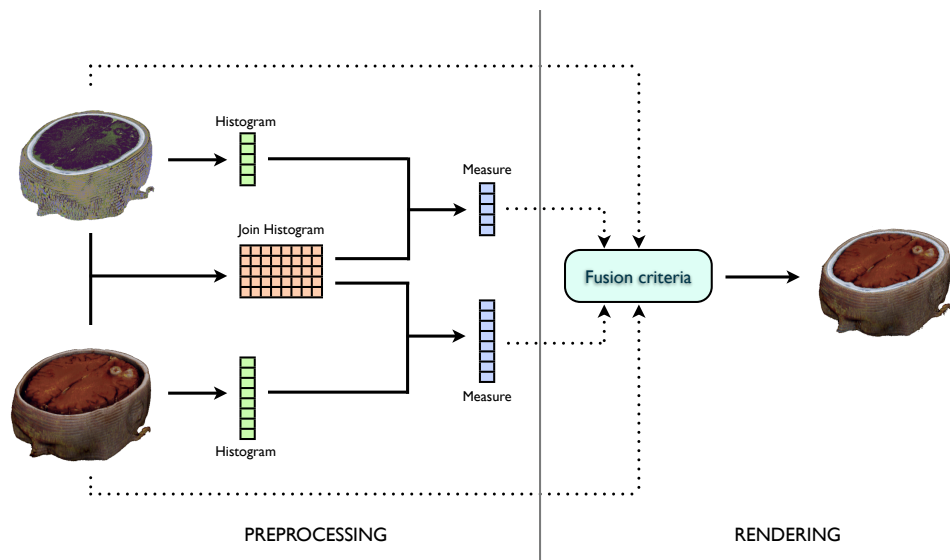 Histogram
Measure
Join Histogram
Fusion criteria
Measure
Histogram
PREPROCESSING
RENDERING